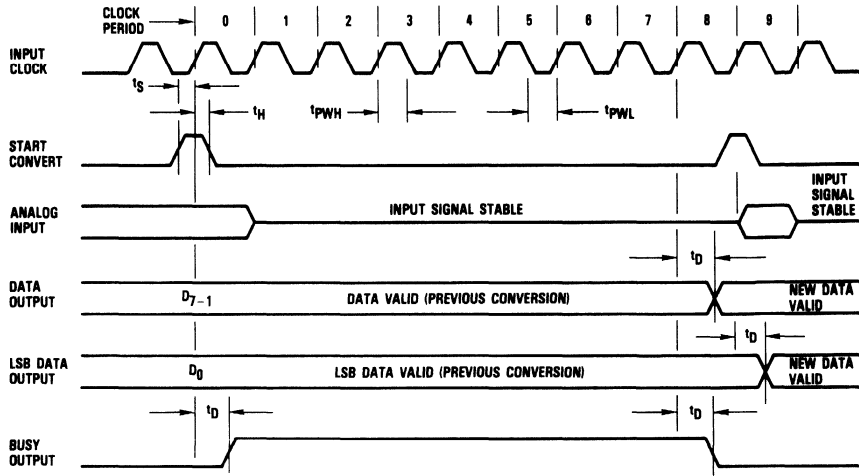 CLOCK
PERIOD
0 1 2 3 4 5 6 7 8 9
INPUT
CLOCK
tS
tH
tPWH
tPWL
START
CONVERT
ANALOG
INPUT
INPUT SIGNAL STABLE
INPUT
SIGNAL
STABLE
tD
DATA
OUTPUT
D7–1
DATA VALID (PREVIOUS CONVERSION)
NEW DATA
VALID
tD
LSB DATA
OUTPUT
D0
LSB DATA VALID (PREVIOUS CONVERSION)
NEW DATA
VALID
tD
tD
BUSY
OUTPUT